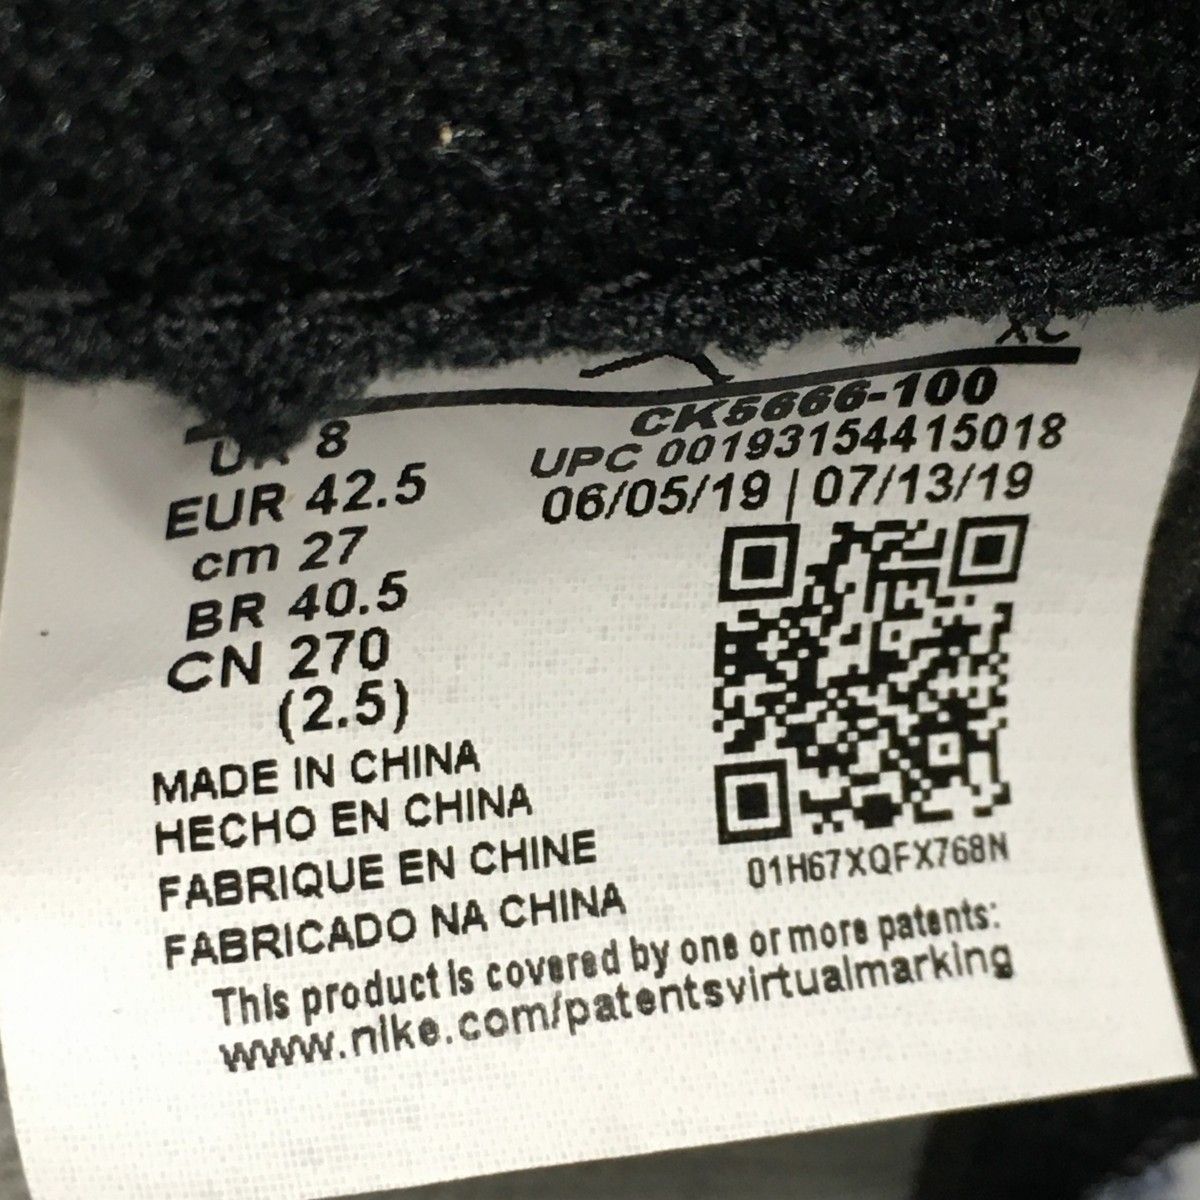 XC
UK 8
EUR 42.5
cm 27
BR 40.5
CN 270
(2.5)
CK5666-100
UPC 00193154415018
06/05/19 | 07/13/19
01H67XQFX768N
MADE IN CHINA
HECHO EN CHINA
FABRIQUE EN CHINE
FABRICADO NA CHINA
This product is covered by one or more patents:
www.nike.com/patentsvirtualmarking